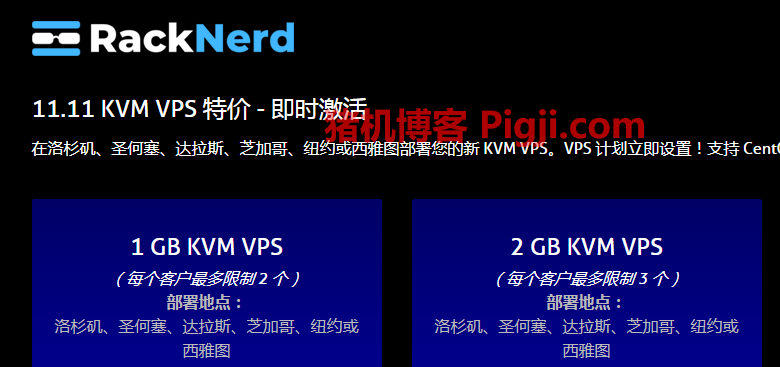 RackNerd
11.11 KVM VPS 特价 - 即时激活
猪机博客 Piqji.com
在洛杉矶、圣何塞、达拉斯、芝加哥、纽约或西雅图部署您的新 KVM VPS。VPS 计划立即设置！支持 Cent
1 GB KVM VPS
（每个客户最多限制 2 个）
部署地点：
洛杉矶、圣何塞、达拉斯、芝加哥、纽约或
西雅图
2 GB KVM VPS
（每个客户最多限制 3 个）
部署地点：
洛杉矶、圣何塞、达拉斯、芝加哥、纽约或
西雅图